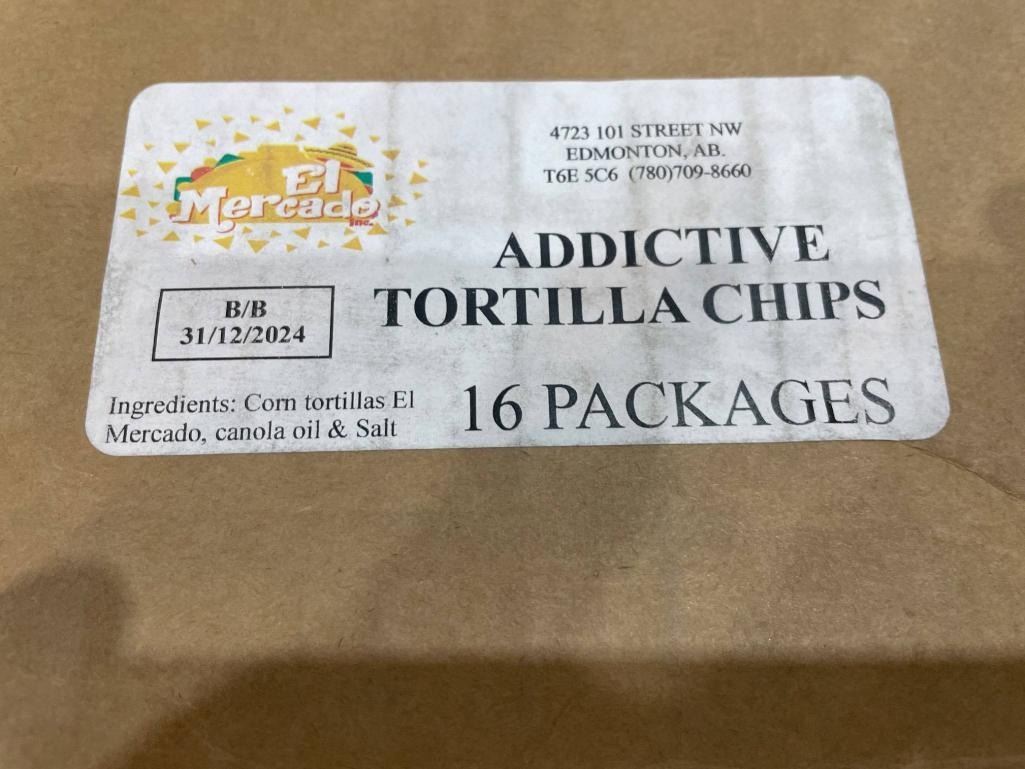 El
Mercado
Inc.
4723 101 STREET NW
EDMONTON, AB.
T6E 5C6 (780)709-8660
ADDICTIVE
TORTILLA CHIPS
B/B
31/12/2024
Ingredients: Corn tortillas El
Mercado, canola oil & Salt
16 PACKAGES